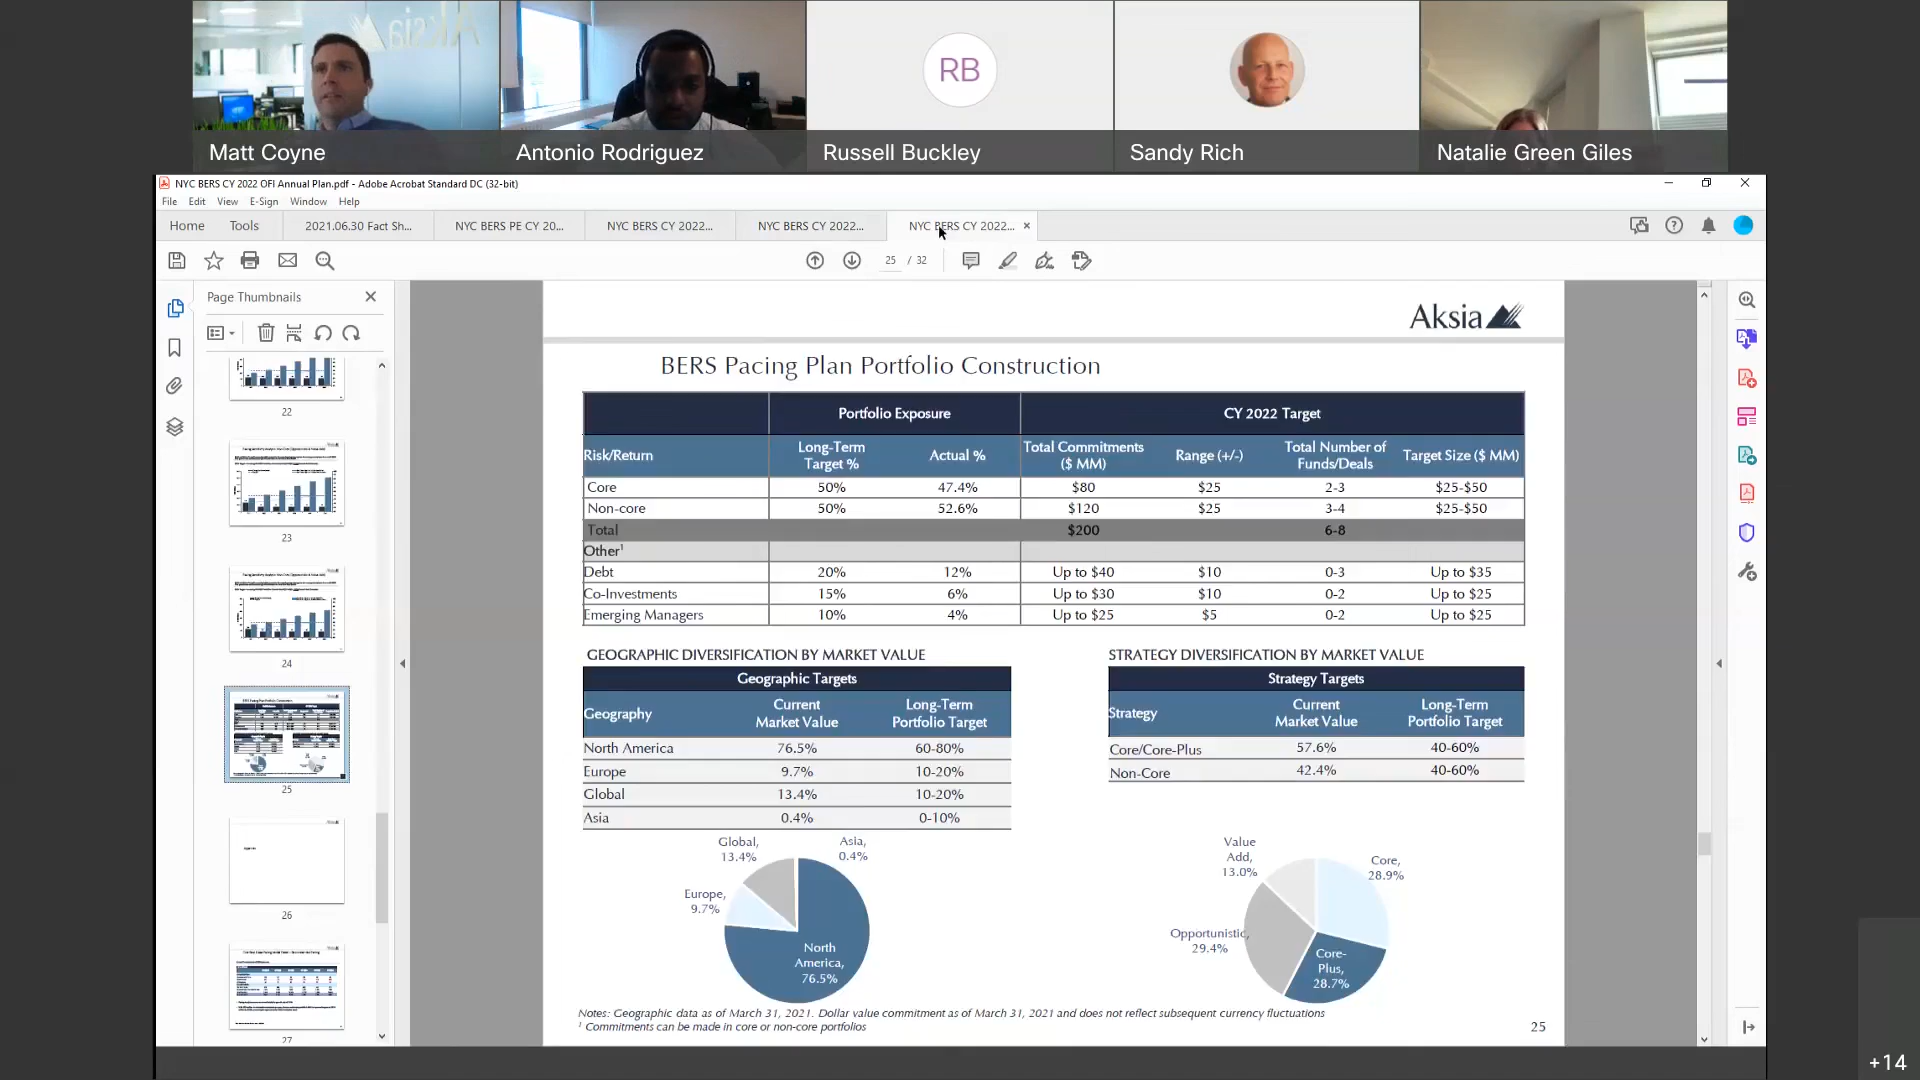 RB
Matt Coyne
Antonio Rodriguez
Russell Buckley
Sandy Rich
Natalie Green Giles
NYC BERS CY 2022 OFI Annual Plan.pdf - Adobe Acrobat Standard DC (32-bit)
File Edit View E-Sign Window Help
Home Tools 2021.06.30 Fact Sh... NYC BERS PE CY 20... NYC BERS CY 2022... NYC BERS CY 2022... NYC BERS CY 2022... ×
25 / 32
Page Thumbnails
22
23
24
25
26
27
Aksia
BERS Pacing Plan Portfolio Construction
Portfolio Exposure CY 2022 Target
Risk/Return Long-Term Target % Actual % Total Commitments ($ MM) Range (+/-) Total Number of Funds/Deals Target Size ($ MM)
Core 50% 47.4% $80 $25 2-3 $25-$50
Non-core 50% 52.6% $120 $25 3-4 $25-$50
Total $200 6-8
Other¹
Debt 20% 12% Up to $40 $10 0-3 Up to $35
Co-Investments 15% 6% Up to $30 $10 0-2 Up to $25
Emerging Managers 10% 4% Up to $25 $5 0-2 Up to $25
GEOGRAPHIC DIVERSIFICATION BY MARKET VALUE
Geographic Targets
Geography Current Market Value Long-Term Portfolio Target
North America 76.5% 60-80%
Europe 9.7% 10-20%
Global 13.4% 10-20%
Asia 0.4% 0-10%
STRATEGY DIVERSIFICATION BY MARKET VALUE
Strategy Targets
Strategy Current Market Value Long-Term Portfolio Target
Core/Core-Plus 57.6% 40-60%
Non-Core 42.4% 40-60%
Global, 13.4%
Asia, 0.4%
Europe, 9.7%
North America, 76.5%
Value Add, 13.0%
Core, 28.9%
Opportunistic, 29.4%
Core-Plus, 28.7%
Notes: Geographic data as of March 31, 2021. Dollar value commitment as of March 31, 2021 and does not reflect subsequent currency fluctuations
¹ Commitments can be made in core or non-core portfolios
25
+14